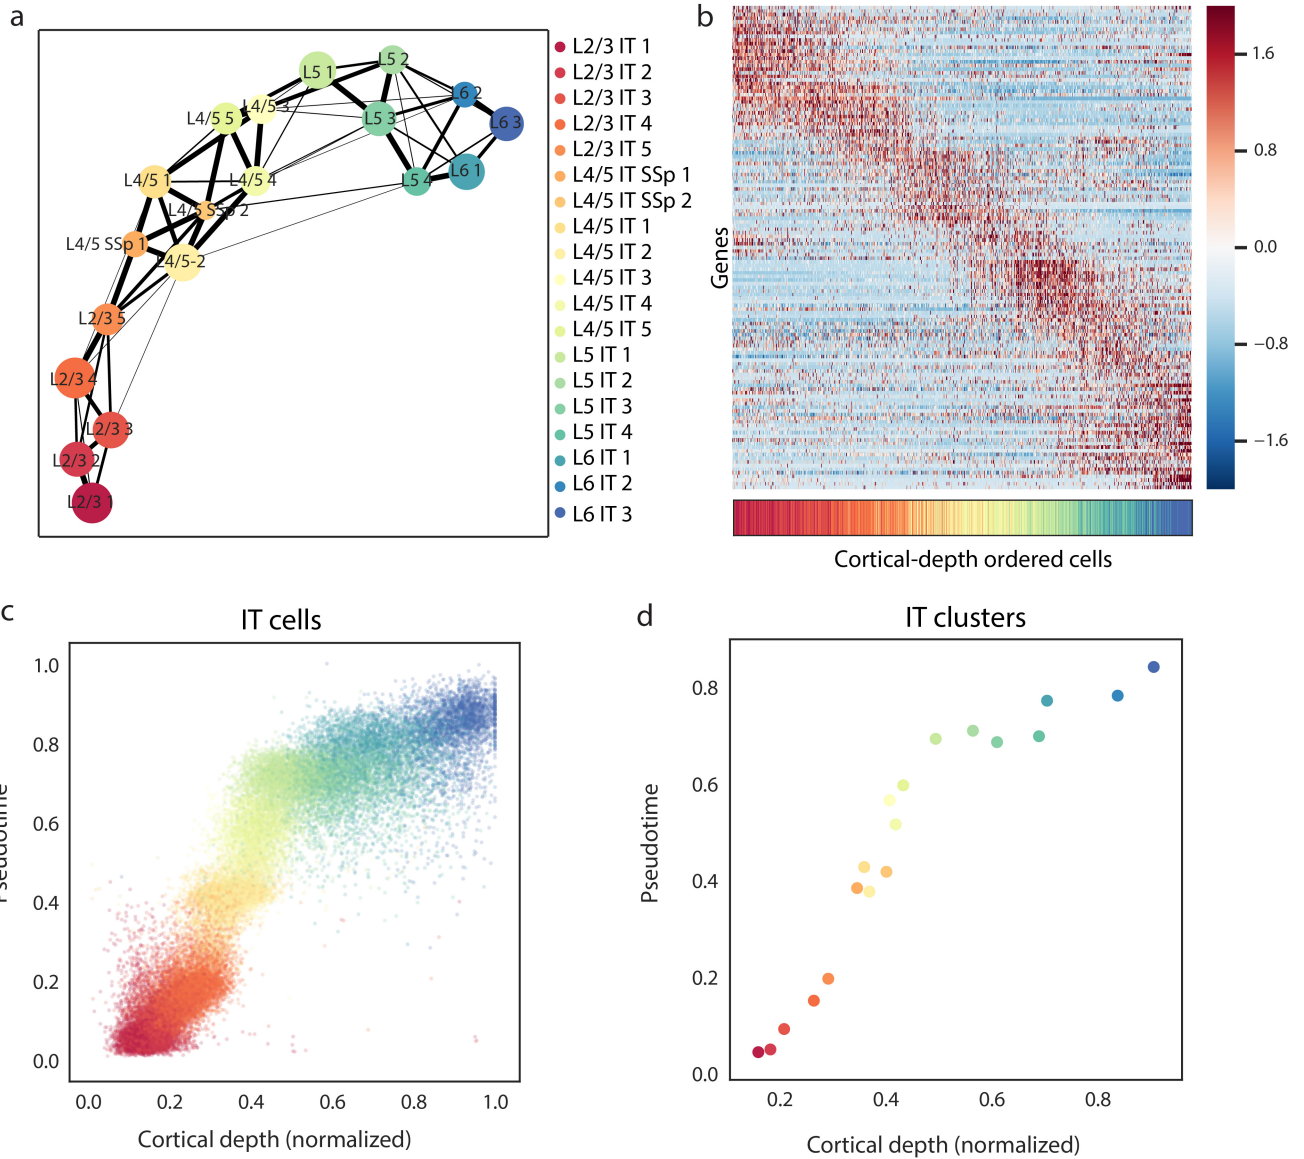 a
L5 1
L5 2
L4/5 3
L6 2
L4/5 5
L5 3
L6 3
L4/5 1
L4/5 4
L5 4
L6 1
L4/5 SSp 2
L4/5 SSp 1
L4/5-2
L2/3 5
L2/3 4
L2/3 3
L2/3 2
L2/3 1
L2/3 IT 1
L2/3 IT 2
L2/3 IT 3
L2/3 IT 4
L2/3 IT 5
L4/5 IT SSp 1
L4/5 IT SSp 2
L4/5 IT 1
L4/5 IT 2
L4/5 IT 3
L4/5 IT 4
L4/5 IT 5
L5 IT 1
L5 IT 2
L5 IT 3
L5 IT 4
L6 IT 1
L6 IT 2
L6 IT 3
b
Genes
Cortical-depth ordered cells
1.6
0.8
0.0
−0.8
−1.6
c
IT cells
Pseudotime
1.0
0.8
0.6
0.4
0.2
0.0
0.0 0.2 0.4 0.6 0.8 1.0
Cortical depth (normalized)
d
IT clusters
Pseudotime
0.8
0.6
0.4
0.2
0.0
0.2 0.4 0.6 0.8
Cortical depth (normalized)